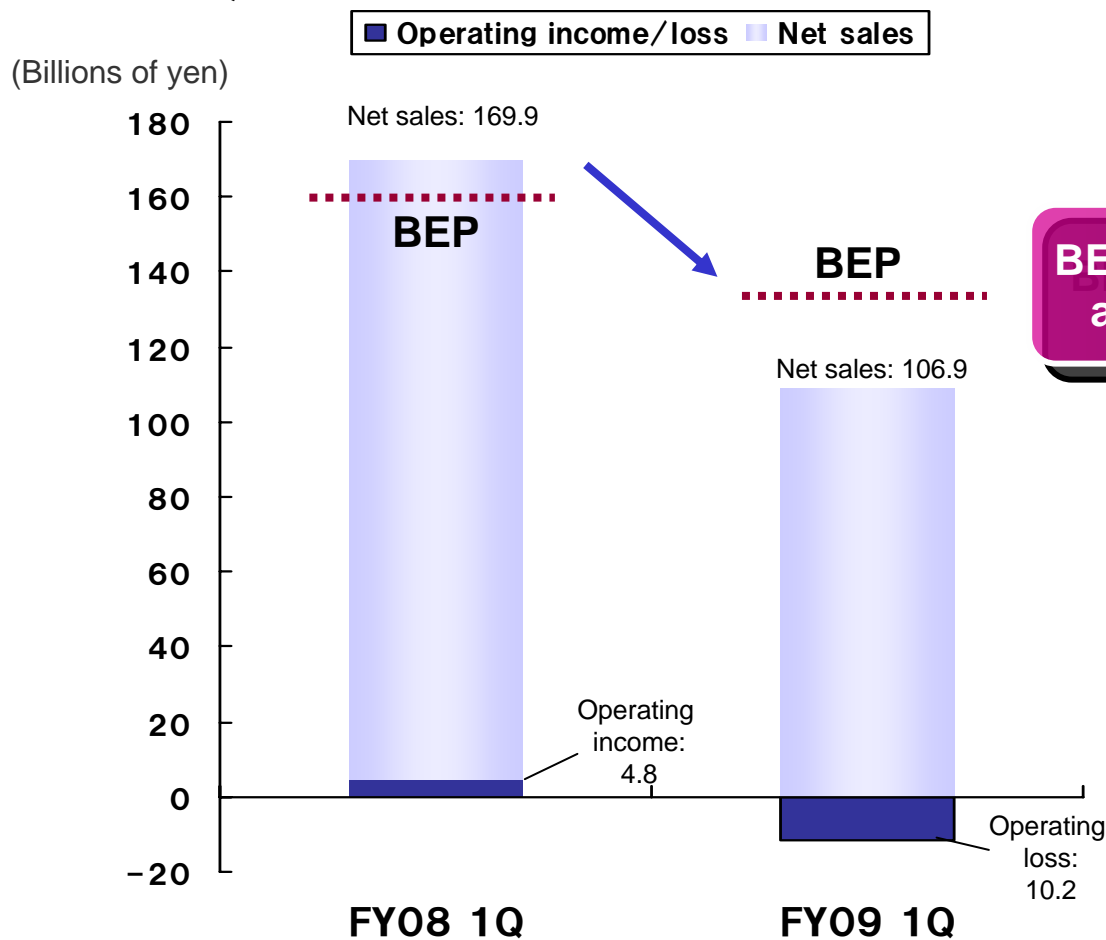 Operating income/loss Net sales
(Billions of yen)
180
160
140
120
100
80
60
40
20
0
-20
Net sales: 169.9
BEP
BEP
Net sales: 106.9
Operating
income:
4.8
Operating
loss:
10.2
FY08 1Q FY09 1Q